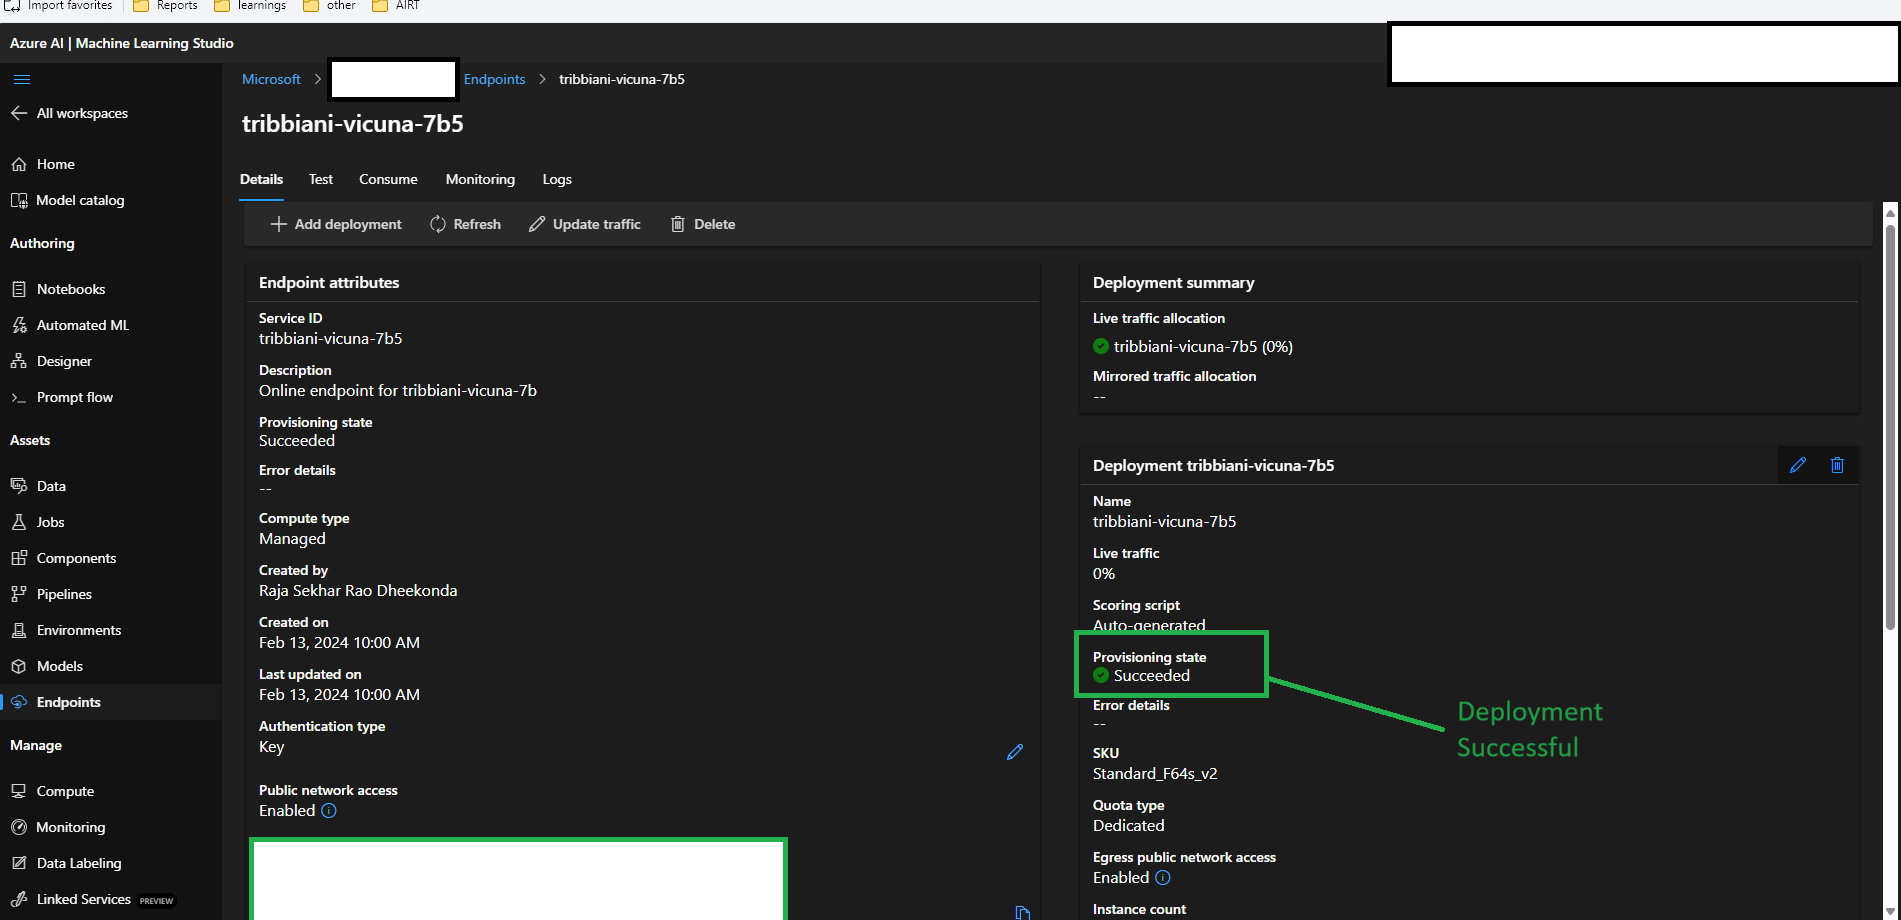 Import favorites
Reports
learnings
other
AIRT
Azure AI | Machine Learning Studio
Microsoft > Endpoints > tribbiani-vicuna-7b5
All workspaces
Home
Model catalog
Authoring
Notebooks
Automated ML
Designer
Prompt flow
Assets
Data
Jobs
Components
Pipelines
Environments
Models
Endpoints
Manage
Compute
Monitoring
Data Labeling
Linked Services PREVIEW
tribbiani-vicuna-7b5
Details Test Consume Monitoring Logs
Add deployment Refresh Update traffic Delete
Endpoint attributes
Service ID
tribbiani-vicuna-7b5
Description
Online endpoint for tribbiani-vicuna-7b
Provisioning state
Succeeded
Error details
--
Compute type
Managed
Created by
Raja Sekhar Rao Dheekonda
Created on
Feb 13, 2024 10:00 AM
Last updated on
Feb 13, 2024 10:00 AM
Authentication type
Key
Public network access
Enabled
Deployment summary
Live traffic allocation
tribbiani-vicuna-7b5 (0%)
Mirrored traffic allocation
--
Deployment tribbiani-vicuna-7b5
Name
tribbiani-vicuna-7b5
Live traffic
0%
Scoring script
Auto-generated
Provisioning state
Succeeded
Error details
--
SKU
Standard_F64s_v2
Quota type
Dedicated
Egress public network access
Enabled
Instance count
Deployment
Successful